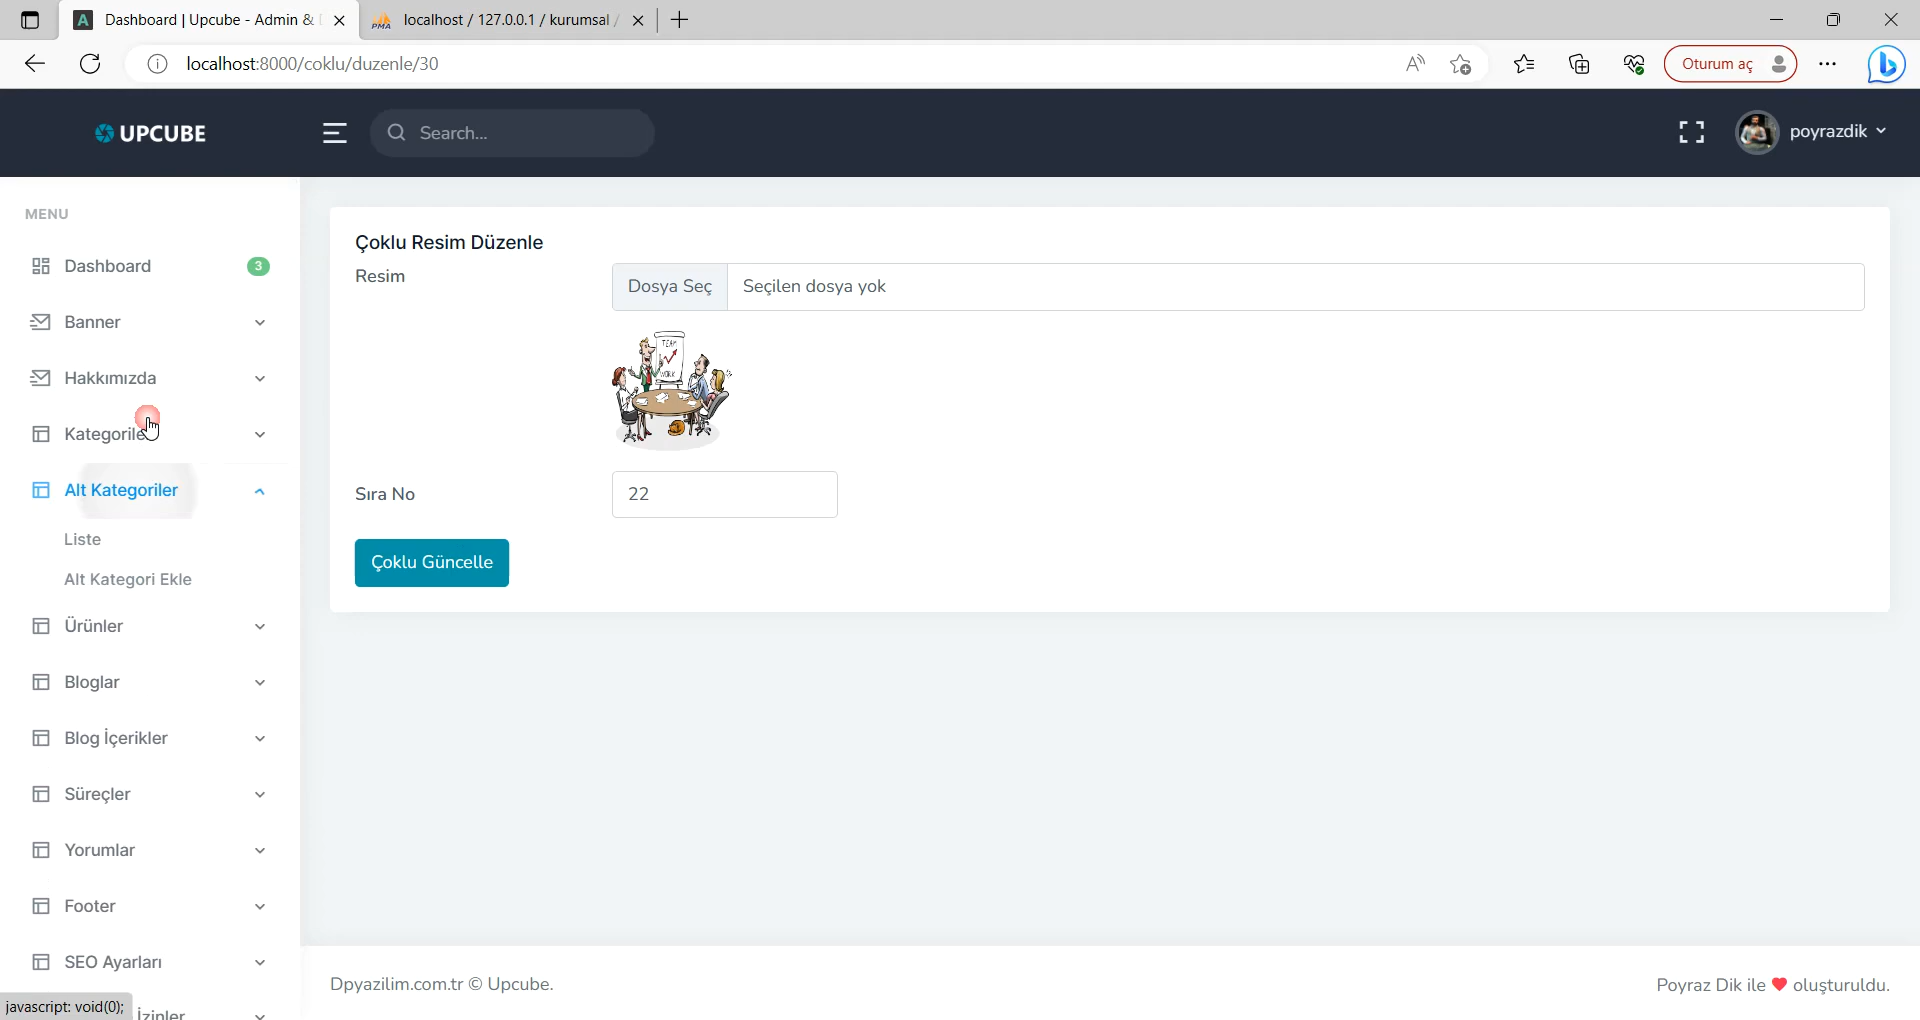 Dashboard | Upcube - Admin &
localhost / 127.0.0.1 / kurumsal /
localhost:8000/coklu/duzenle/30
Oturum aç
UPCUBE
Search...
poyrazdik
MENU
Dashboard
3
Banner
Hakkımızda
Kategorile
Alt Kategoriler
Liste
Alt Kategori Ekle
Ürünler
Bloglar
Blog İçerikler
Süreçler
Yorumlar
Footer
SEO Ayarları
İzinler
javascript: void(0);
Çoklu Resim Düzenle
Resim
Dosya Seç
Seçilen dosya yok
TEAM
WORK
Sıra No
22
Çoklu Güncelle
Dpyazilim.com.tr © Upcube.
Poyraz Dik ile ❤ oluşturuldu.